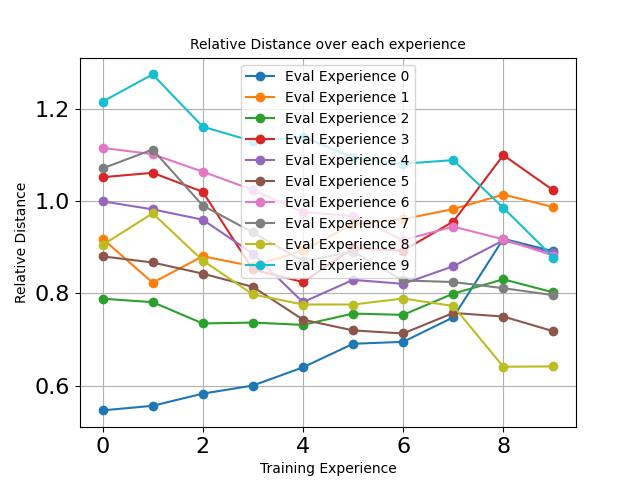 Relative Distance over each experience
Eval Experience 0
Eval Experience 1
Eval Experience 2
Eval Experience 3
Eval Experience 4
Eval Experience 5
Eval Experience 6
Eval Experience 7
Eval Experience 8
Eval Experience 9
Relative Distance
1.2
1.0
0.8
0.6
0 2 4 6 8
Training Experience